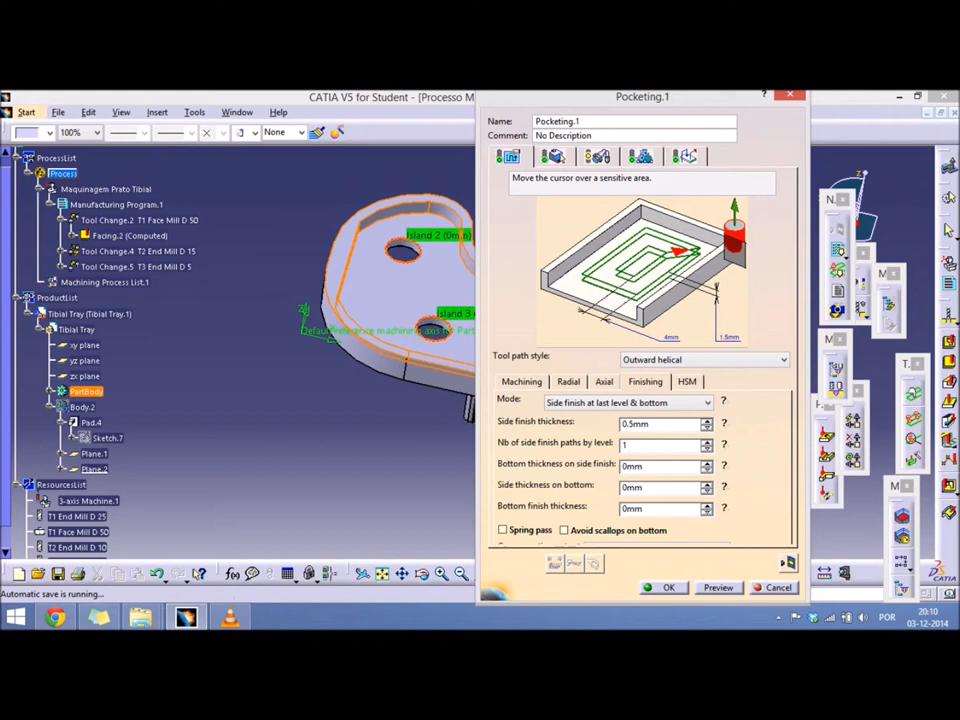 CATIA V5 for Student - [Processo M
Pocketing.1
Start File Edit View Insert Tools Window Help
100%
None
ProcessList
Process
Maquinagem Prato Tibial
Manufacturing Program.1
Tool Change.2 T1 Face Mill D 50
Facing.2 (Computed)
Tool Change.4 T2 End Mill D 15
Tool Change.5 T3 End Mill D 5
Machining Process List.1
ProductList
Tibial Tray (Tibial Tray.1)
Tibial Tray
xy plane
yz plane
zx plane
PartBody
Body.2
Pad.4
Sketch.7
Plane.1
Plane.2
ResourcesList
3-axis Machine.1
T1 End Mill D 25
T1 Face Mill D 50
T2 End Mill D 10
Island 2 (0mm)
Island 3
Default reference machining axis for Part
Name: Pocketing.1
Comment: No Description
Move the cursor over a sensitive area.
4mm
1.5mm
Tool path style: Outward helical
Machining Radial Axial Finishing HSM
Mode: Side finish at last level & bottom ?
Side finish thickness: 0.5mm ?
Nb of side finish paths by level: 1 ?
Bottom thickness on side finish: 0mm ?
Side thickness on bottom: 0mm ?
Bottom finish thickness: 0mm ?
Spring pass Avoid scallops on bottom
OK Preview Cancel
N..
M
M
T.
M
z
CATIA
Automatic save is running...
POR
20:10
03-12-2014